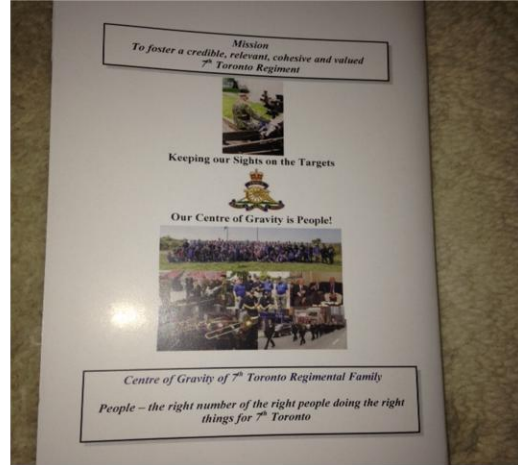 Mission
To foster a credible, relevant, cohesive and valued
7th Toronto Regiment
Keeping our Sights on the Targets
Our Centre of Gravity is People!
Centre of Gravity of 7th Toronto Regimental Family
People – the right number of the right people doing the right
things for 7th Toronto